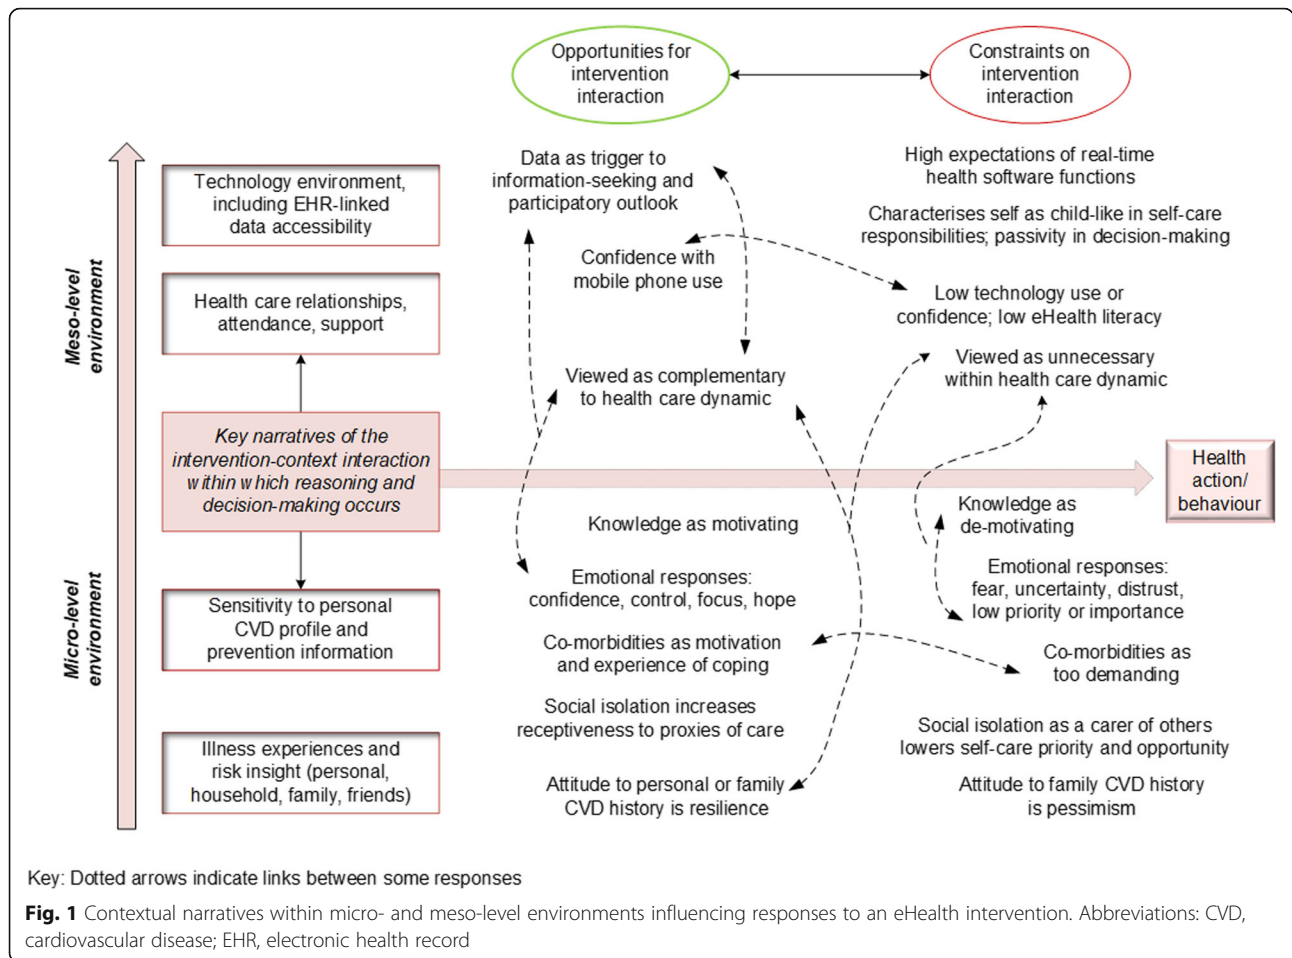 Opportunities for
intervention
interaction
Constraints on
intervention
interaction
Meso-level
environment
Micro-level
environment
Technology environment,
including EHR-linked
data accessibility
Health care relationships,
attendance, support
Key narratives of the
intervention-context interaction
within which reasoning and
decision-making occurs
Sensitivity to personal
CVD profile and
prevention information
Illness experiences and
risk insight (personal,
household, family, friends)
Data as trigger to
information-seeking and
participatory outlook
Confidence with
mobile phone use
Viewed as complementary
to health care dynamic
Knowledge as motivating
Emotional responses:
confidence, control, focus, hope
Co-morbidities as motivation
and experience of coping
Social isolation increases
receptiveness to proxies of care
Attitude to personal or family
CVD history is resilience
High expectations of real-time
health software functions
Characterises self as child-like in self-care
responsibilities; passivity in decision-making
Low technology use or
confidence; low eHealth literacy
Viewed as unnecessary
within health care dynamic
Knowledge as
de-motivating
Emotional responses:
fear, uncertainty, distrust,
low priority or importance
Co-morbidities as
too demanding
Social isolation as a carer of others
lowers self-care priority and opportunity
Attitude to family CVD history
is pessimism
Health
action/
behaviour
Key: Dotted arrows indicate links between some responses
Fig. 1 Contextual narratives within micro- and meso-level environments influencing responses to an eHealth intervention. Abbreviations: CVD,
cardiovascular disease; EHR, electronic health record